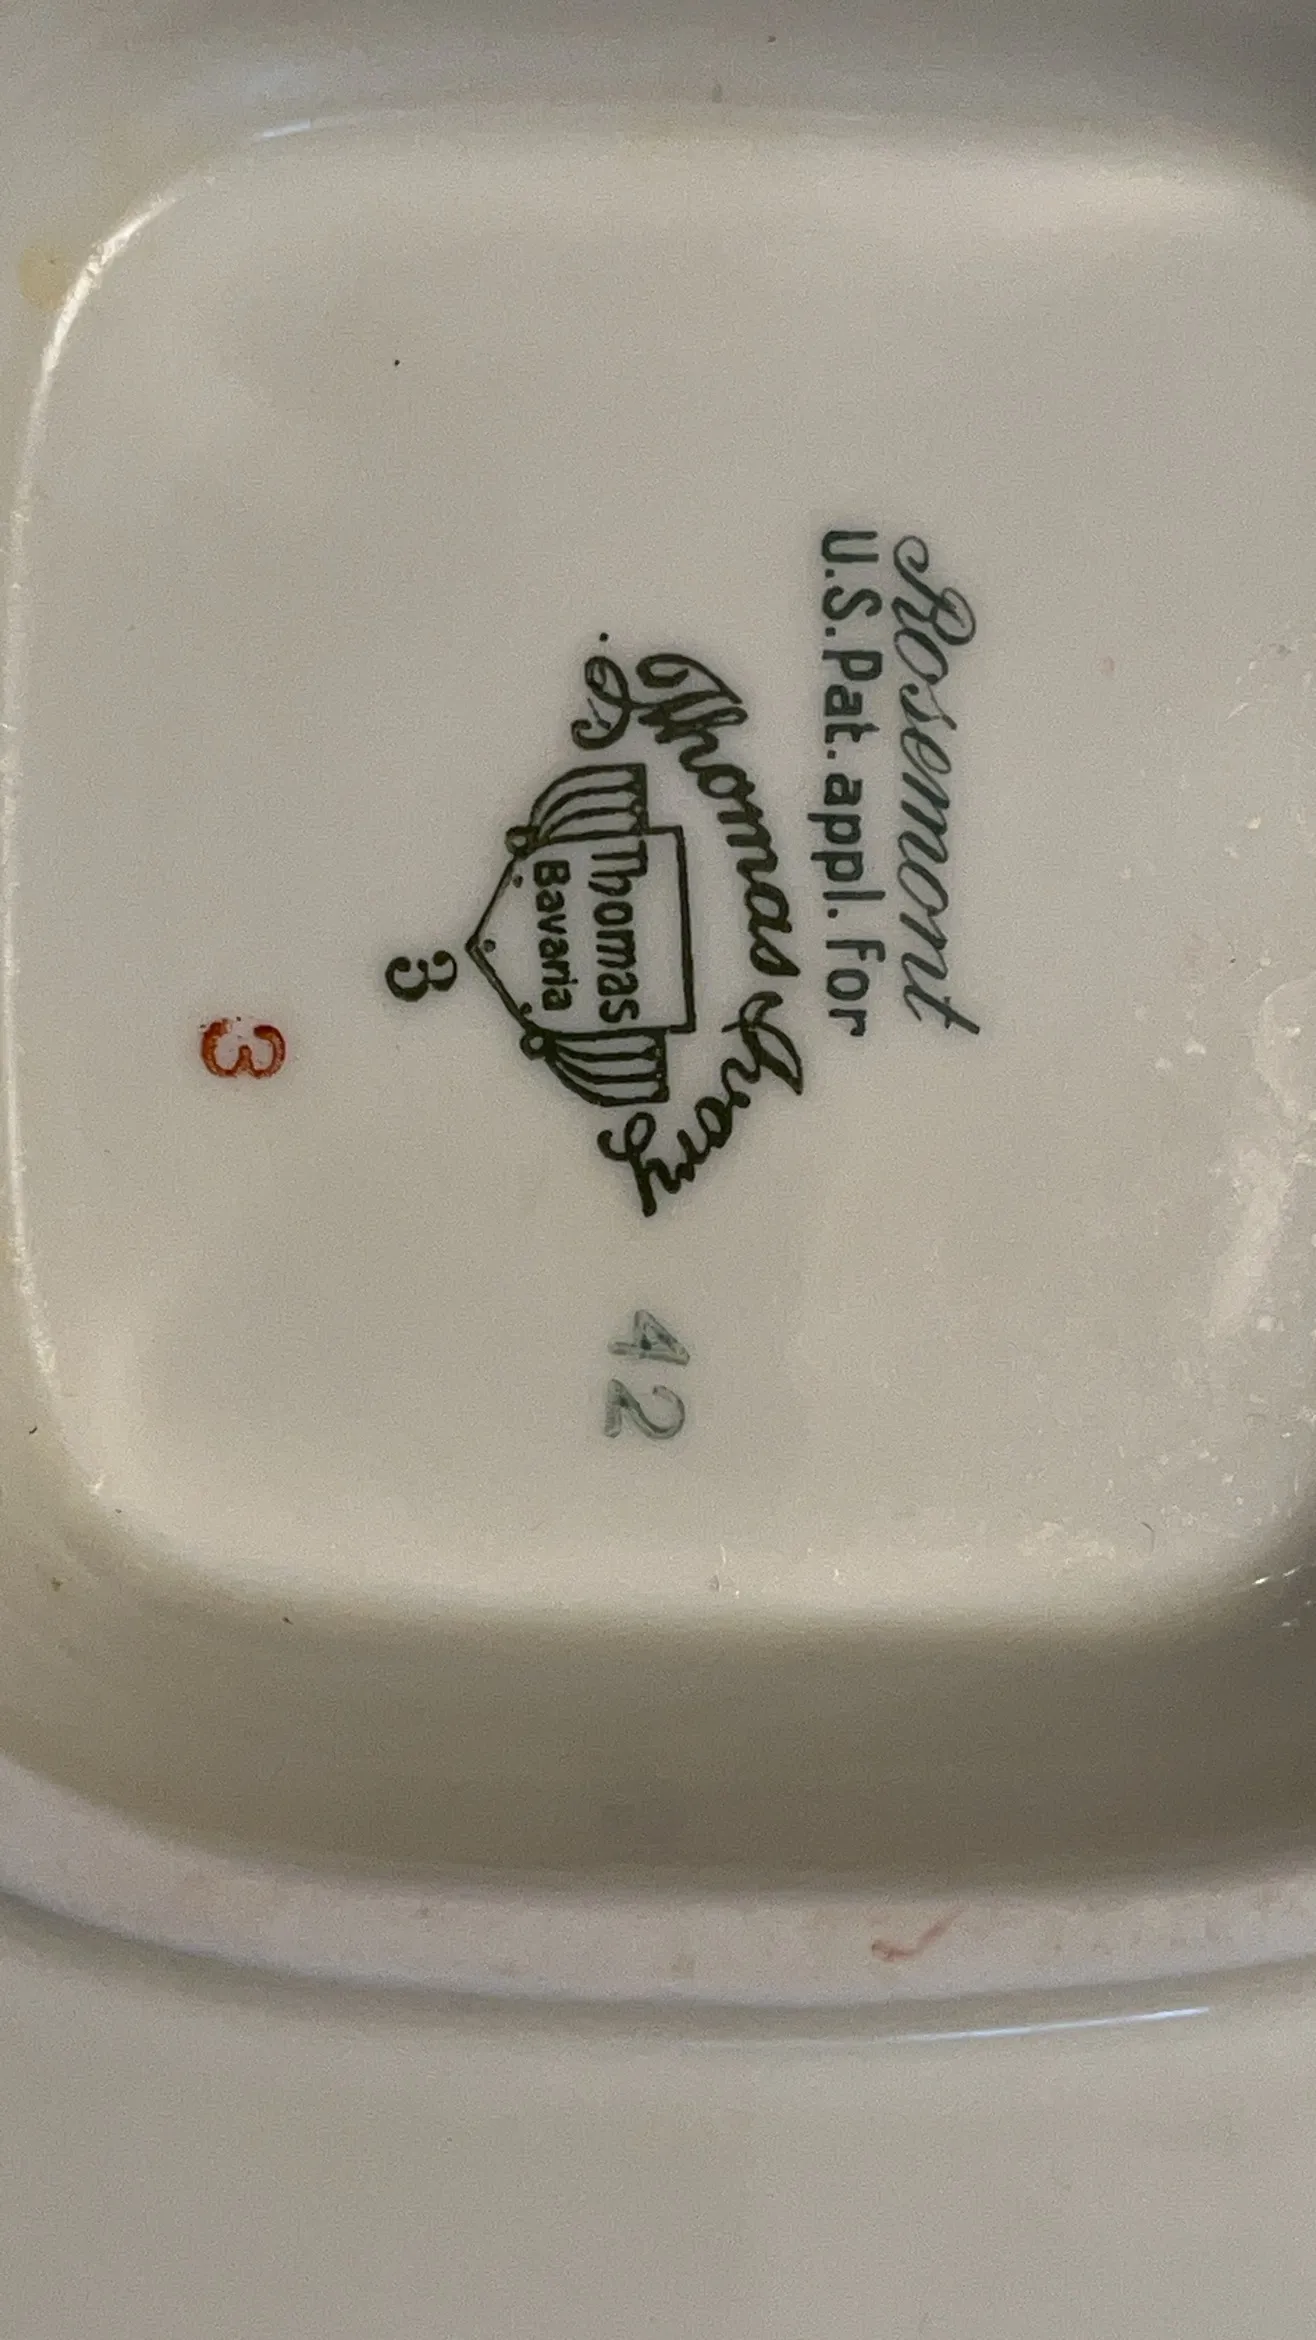 Rosemont
U.S.Pat.appl. For
Thomas Ivory
Thomas
Bavaria
42
3
3